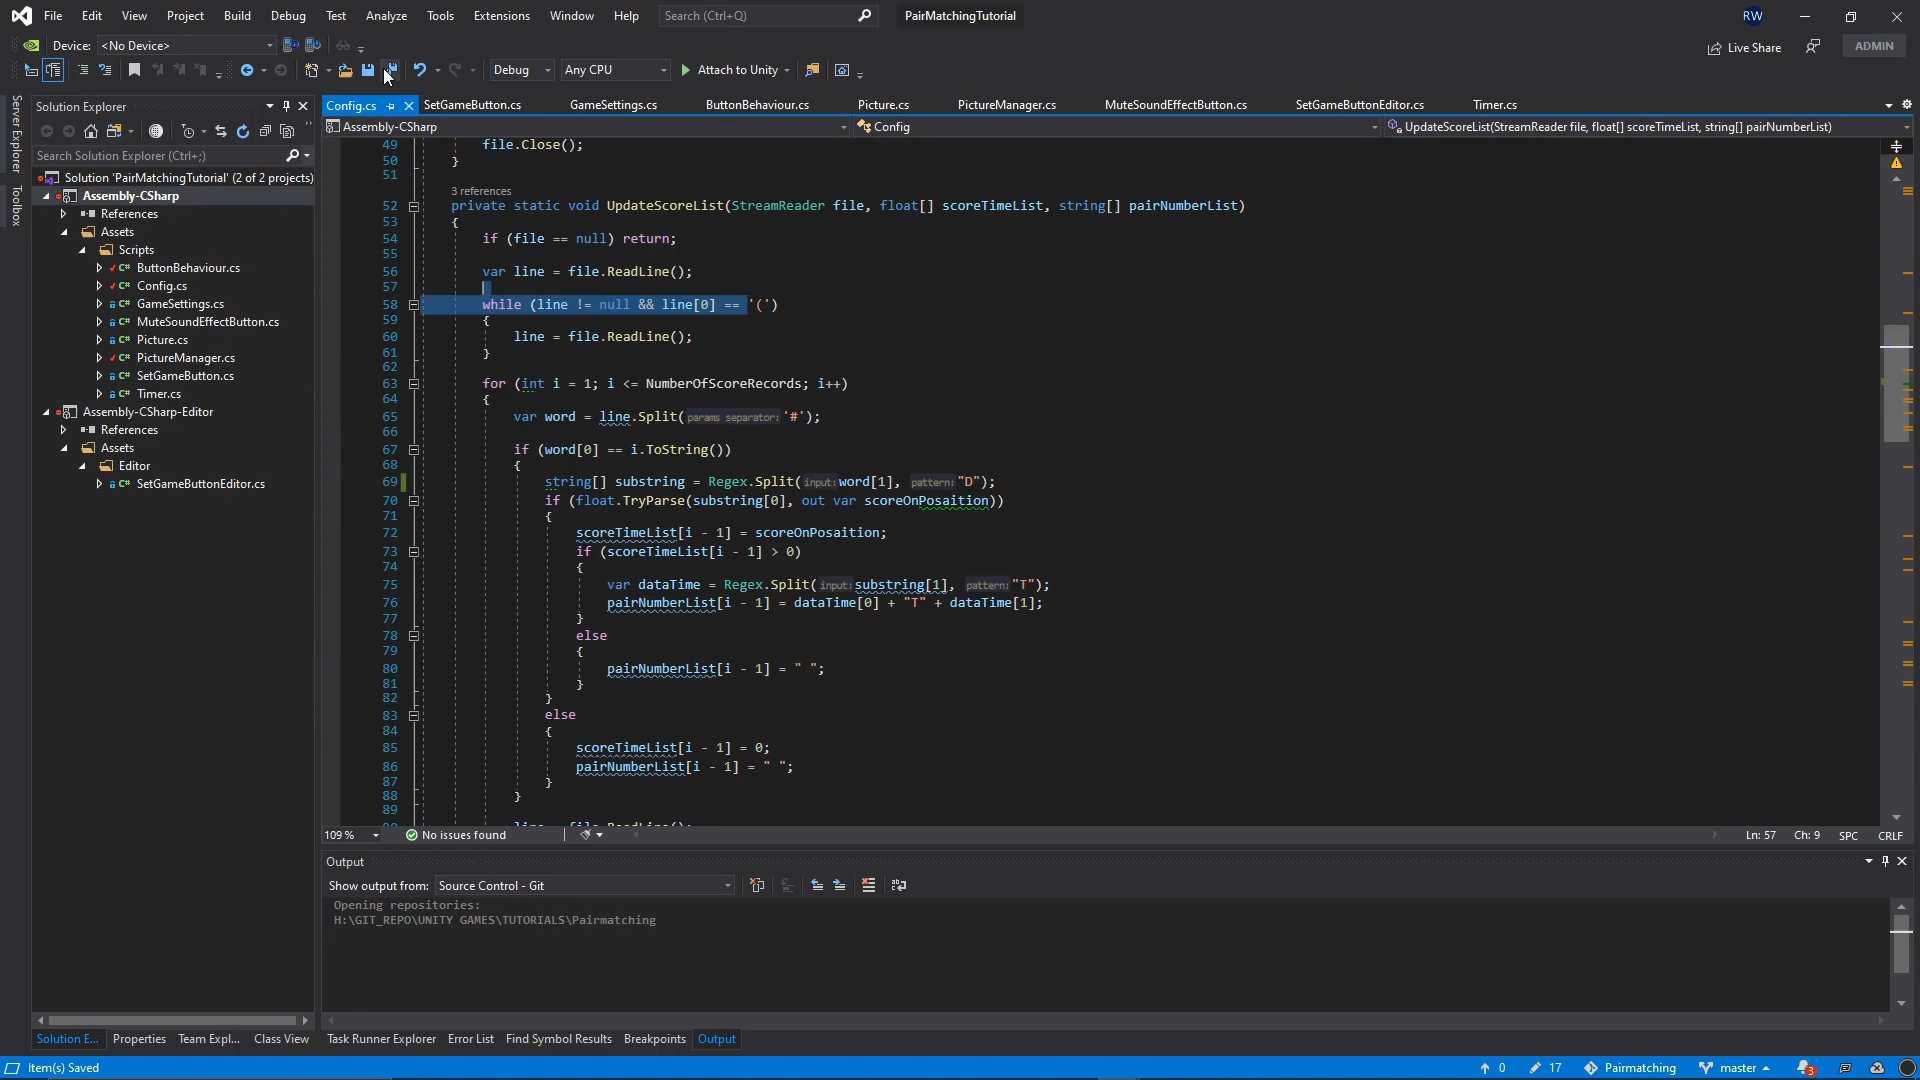 File Edit View Project Build Debug Test Analyze Tools Extensions Window Help Search (Ctrl+Q) PairMatchingTutorial RW
Device: <No Device> Live Share ADMIN
Debug Any CPU Attach to Unity
Server Explorer
Toolbox
Solution Explorer
Search Solution Explorer (Ctrl+;)
Solution 'PairMatchingTutorial' (2 of 2 projects)
Assembly-CSharp
References
Assets
Scripts
C# ButtonBehaviour.cs
C# Config.cs
C# GameSettings.cs
C# MuteSoundEffectButton.cs
C# Picture.cs
C# PictureManager.cs
C# SetGameButton.cs
C# Timer.cs
Assembly-CSharp-Editor
References
Assets
Editor
C# SetGameButtonEditor.cs
Config.cs SetGameButton.cs GameSettings.cs ButtonBehaviour.cs Picture.cs PictureManager.cs MuteSoundEffectButton.cs SetGameButtonEditor.cs Timer.cs
Assembly-CSharp Config UpdateScoreList(StreamReader file, float[] scoreTimeList, string[] pairNumberList)
49 file.Close();
50 }
51
3 references
52 private static void UpdateScoreList(StreamReader file, float[] scoreTimeList, string[] pairNumberList)
53 {
54 if (file == null) return;
55
56 var line = file.ReadLine();
57
58 while (line != null && line[0] == '(')
59 {
60 line = file.ReadLine();
61 }
62
63 for (int i = 1; i <= NumberOfScoreRecords; i++)
64 {
65 var word = line.Split(params separator: '#');
66
67 if (word[0] == i.ToString())
68 {
69 string[] substring = Regex.Split(input: word[1], pattern: "D");
70 if (float.TryParse(substring[0], out var scoreOnPosaition))
71 {
72 scoreTimeList[i - 1] = scoreOnPosaition;
73 if (scoreTimeList[i - 1] > 0)
74 {
75 var dataTime = Regex.Split(input: substring[1], pattern: "T");
76 pairNumberList[i - 1] = dataTime[0] + "T" + dataTime[1];
77 }
78 else
79 {
80 pairNumberList[i - 1] = " ";
81 }
82 }
83 else
84 {
85 scoreTimeList[i - 1] = 0;
86 pairNumberList[i - 1] = " ";
87 }
88 }
89
90 line = file.ReadLine();
109 % No issues found Ln: 57 Ch: 9 SPC CRLF
Output
Show output from: Source Control - Git
Opening repositories:
H:\GIT_REPO\UNITY GAMES\TUTORIALS\Pairmatching
Solution E... Properties Team Expl... Class View Task Runner Explorer Error List Find Symbol Results Breakpoints Output
Item(s) Saved 0 17 Pairmatching master 3